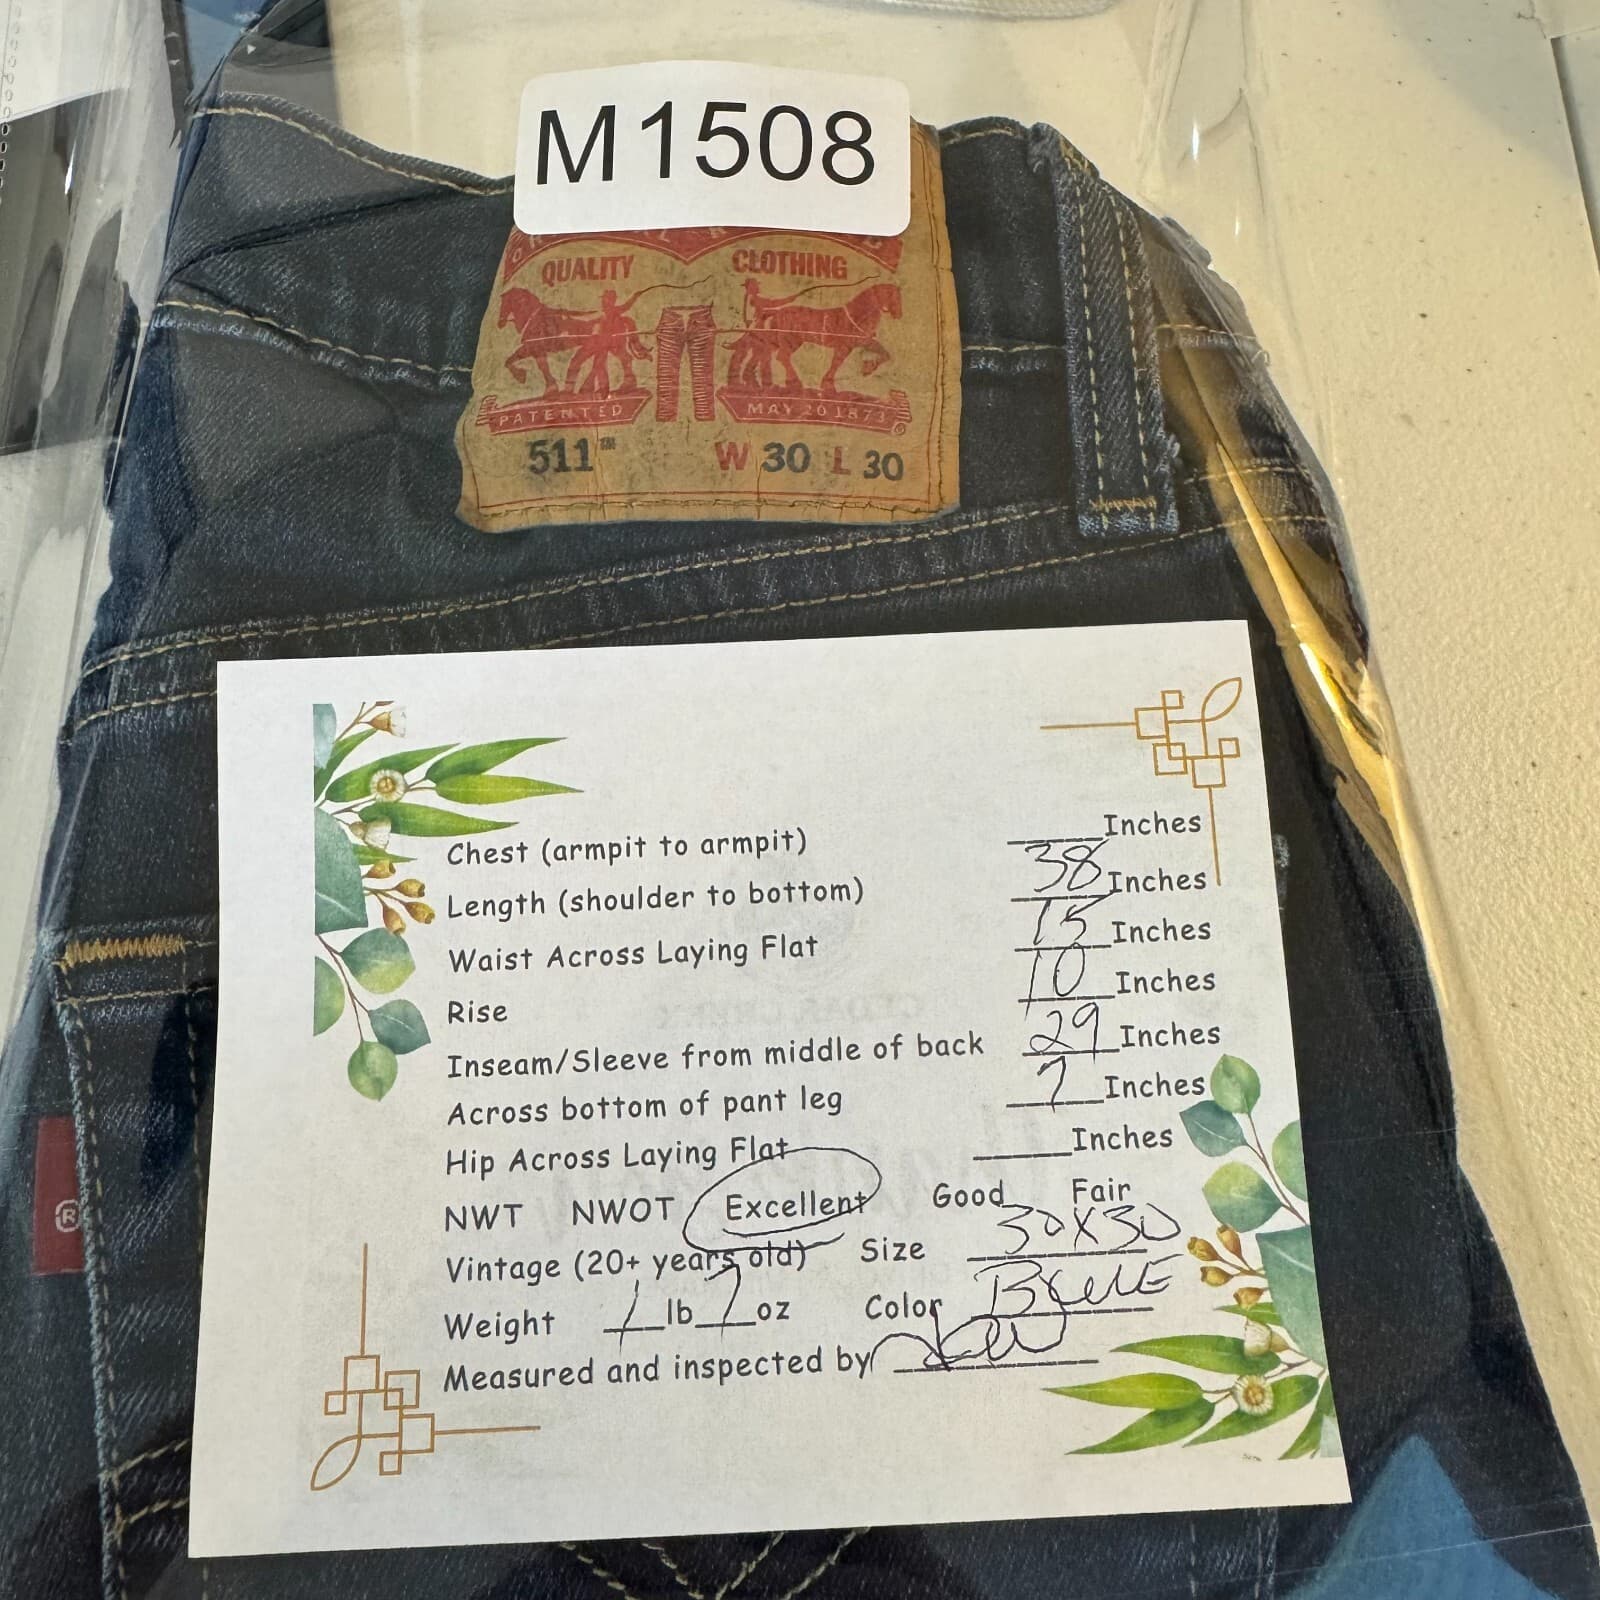 M1508
QUALITY CLOTHING
PATENTED MAY 20 1873 ®
511™ W 30 L 30
Chest (armpit to armpit) ____Inches
Length (shoulder to bottom) 38 Inches
Waist Across Laying Flat 15 Inches
Rise 10 Inches
Inseam/Sleeve from middle of back 29 Inches
Across bottom of pant leg 7 Inches
Hip Across Laying Flat ____Inches
NWT NWOT Excellent Good Fair
Vintage (20+ years old) Size 30X30
Weight 1 lb 7 oz Color BluE
Measured and inspected by
®